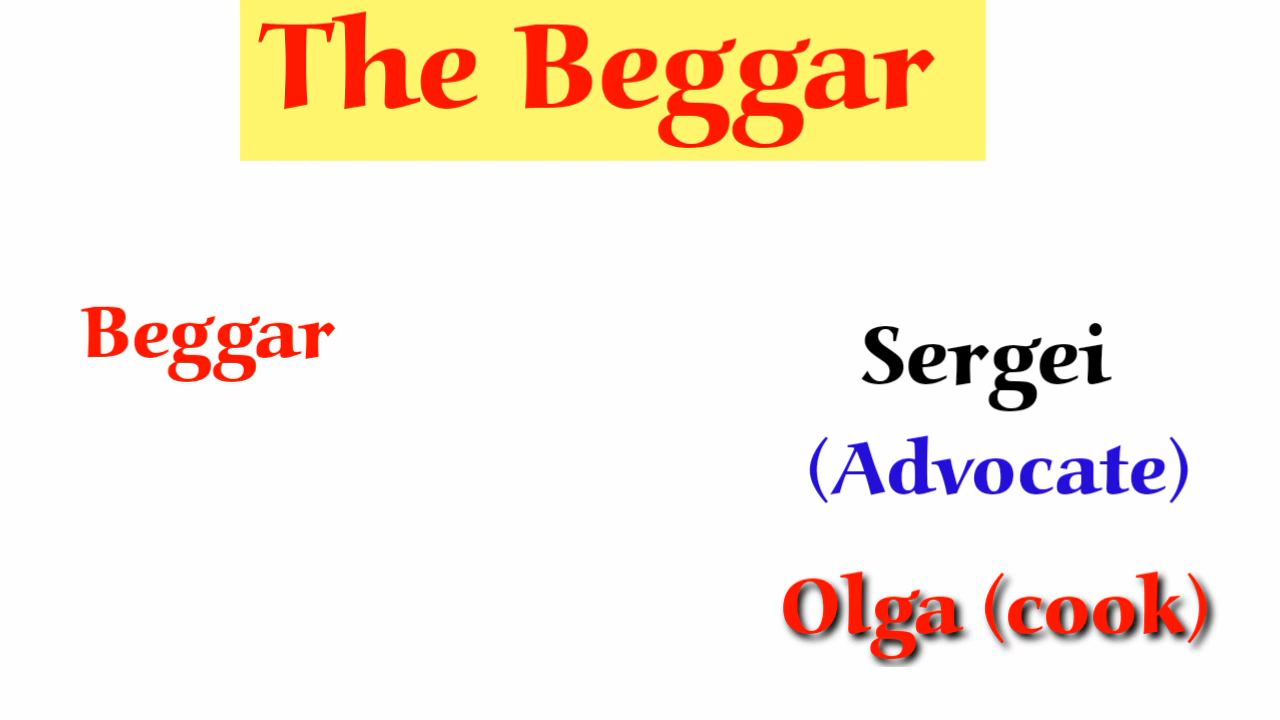 The Beggar
Beggar
Sergei
(Advocate)
Olga (cook)